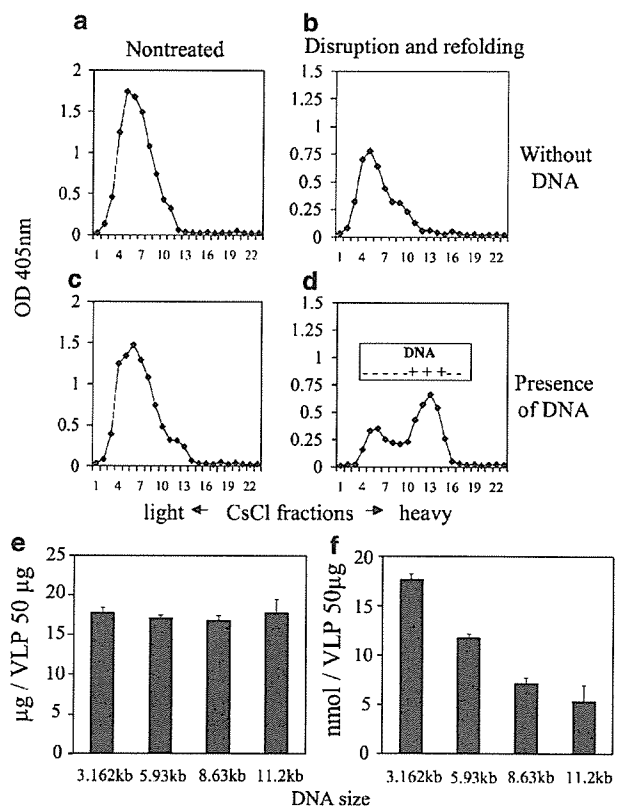 a
b
Nontreated
Disruption and refolding
2
1.5
1
0.5
0
1 4 7 10 13 16 19 22
1.5
1.25
1
0.75
0.5
0.25
0
1 4 7 10 13 16 19 22
Without
DNA
OD 405nm
c
d
2
1.5
1
0.5
0
1 4 7 10 13 16 19 22
1.5
1.25
1
0.75
0.5
0.25
0
1 4 7 10 13 16 19 22
DNA
- - - - - + + + - -
Presence
of DNA
light ← CsCl fractions → heavy
e
f
25
20
15
10
5
0
µg / VLP 50 µg
3.162kb 5.93kb 8.63kb 11.2kb
20
15
10
5
0
nmol / VLP 50µg
3.162kb 5.93kb 8.63kb 11.2kb
DNA size